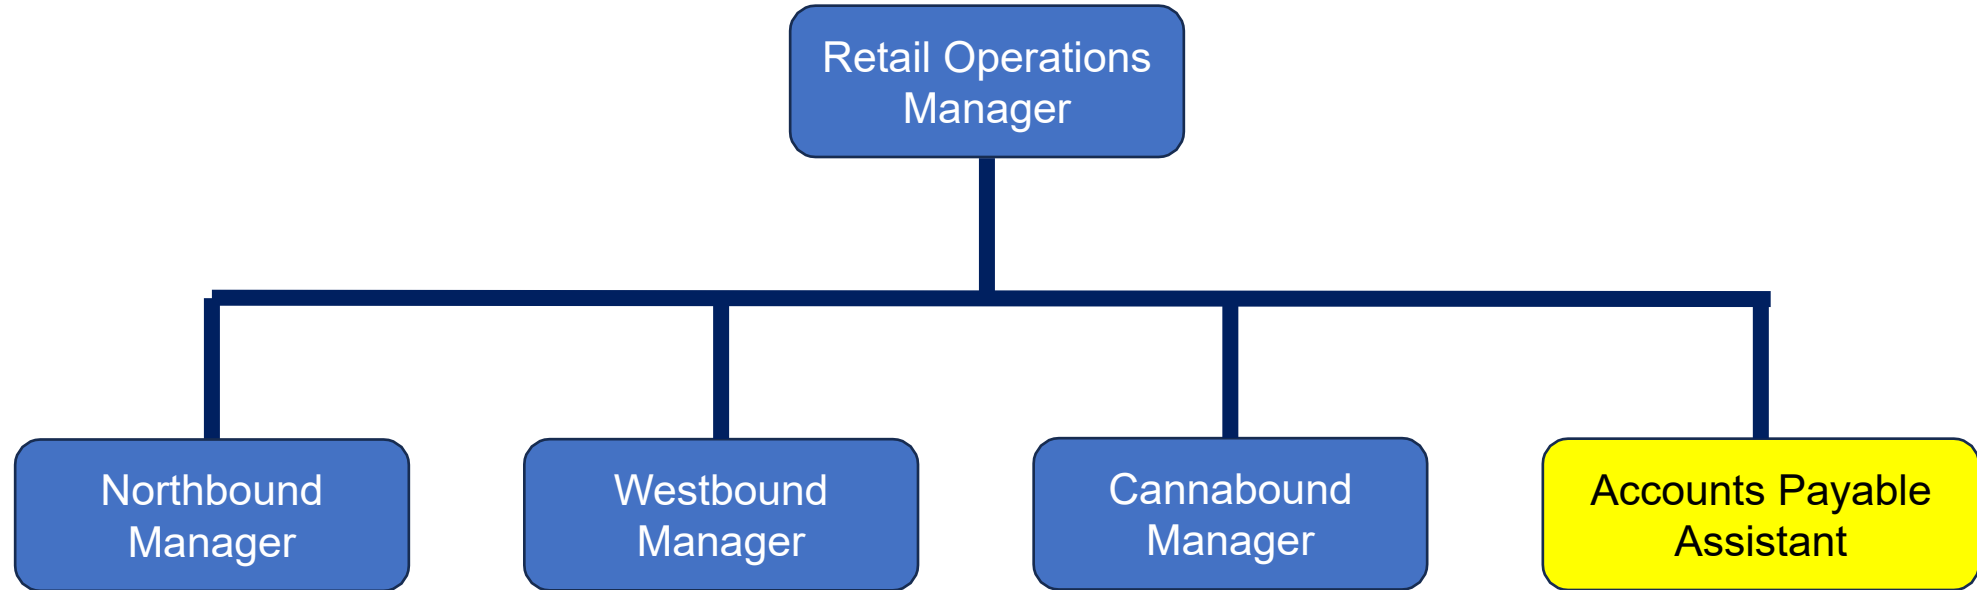 Retail Operations
Manager
Northbound
Manager
Westbound
Manager
Cannabound
Manager
Accounts Payable
Assistant